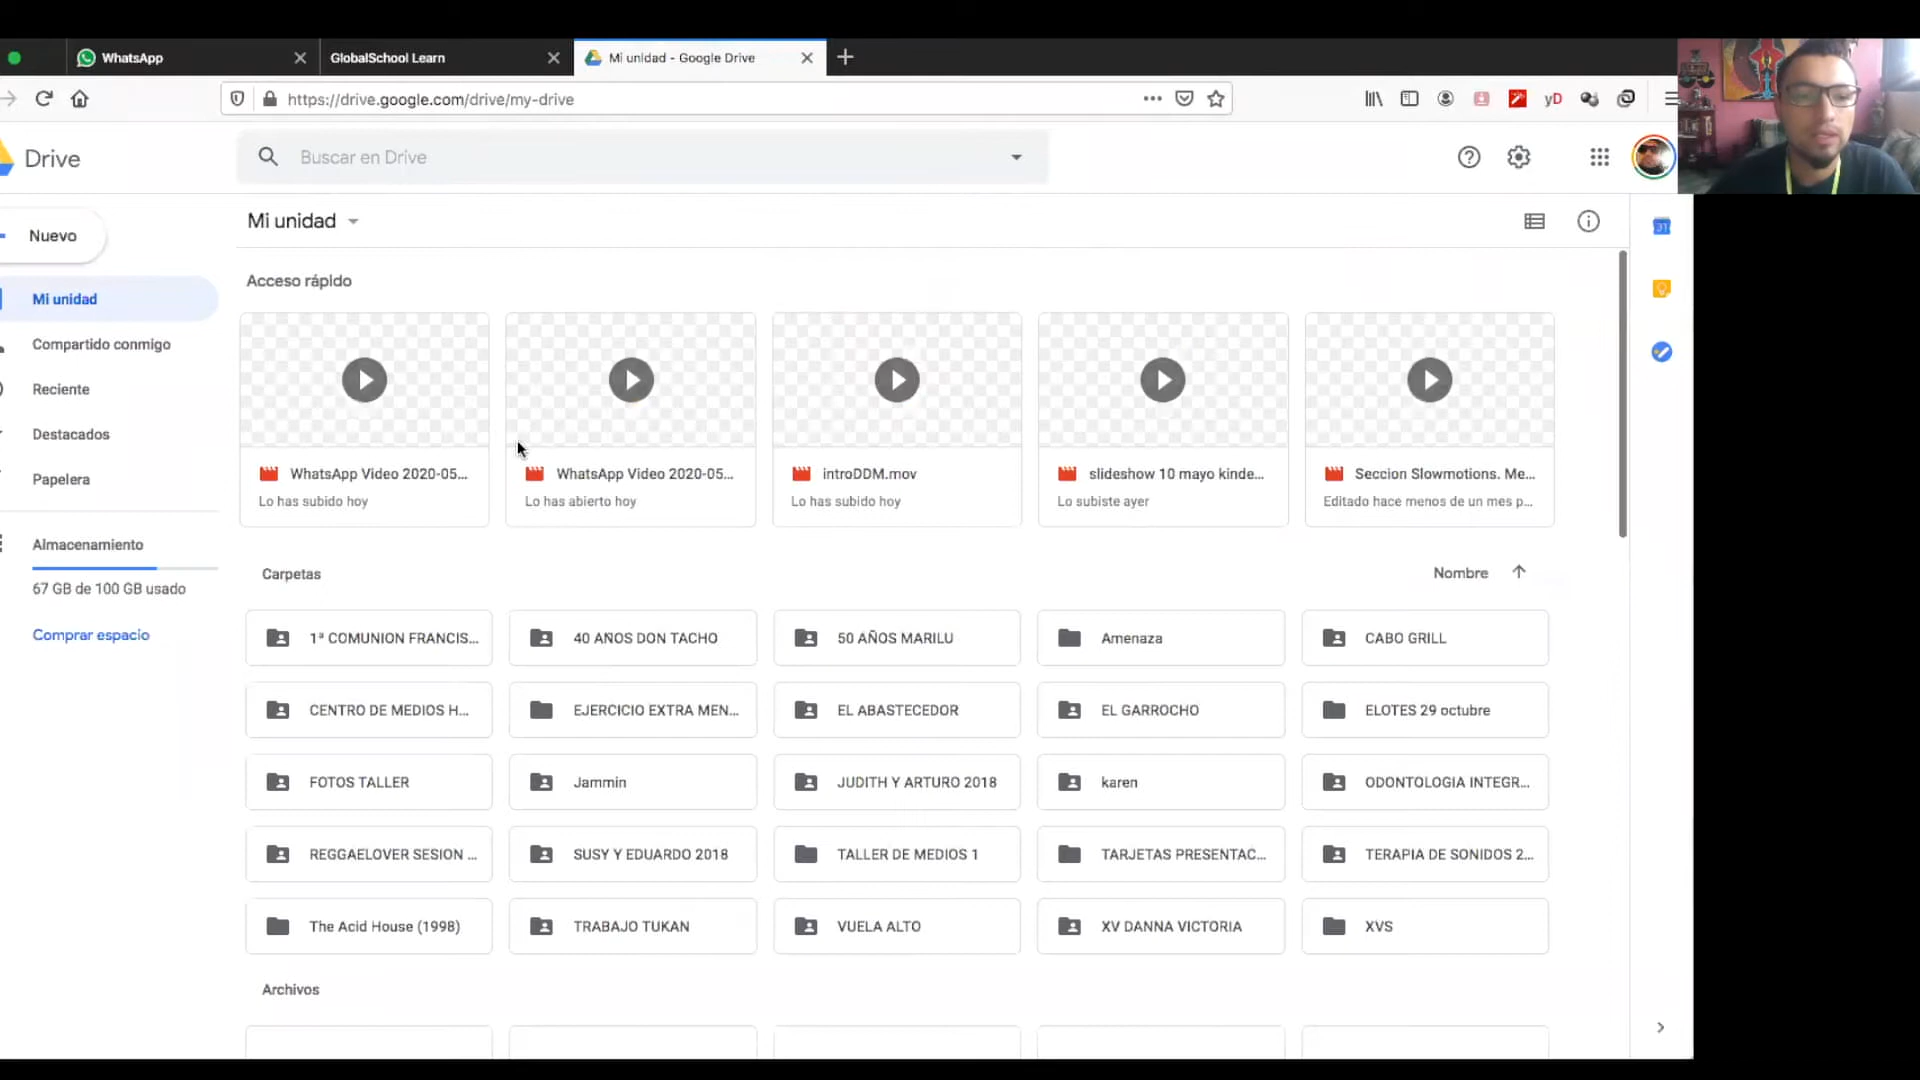 WhatsApp
GlobalSchool Learn
Mi unidad - Google Drive
https://drive.google.com/drive/my-drive
yD
Drive
Buscar en Drive
Nuevo
Mi unidad
31
Acceso rápido
Mi unidad
Compartido conmigo
Reciente
Destacados
Papelera
Almacenamiento
67 GB de 100 GB usado
Comprar espacio
WhatsApp Video 2020-05...
Lo has subido hoy
WhatsApp Video 2020-05...
Lo has abierto hoy
introDDM.mov
Lo has subido hoy
slideshow 10 mayo kinde...
Lo subiste ayer
Seccion Slowmotions. Me...
Editado hace menos de un mes p...
Carpetas
Nombre
1ª COMUNION FRANCIS...
40 AÑOS DON TACHO
50 AÑOS MARILU
Amenaza
CABO GRILL
CENTRO DE MEDIOS H...
EJERCICIO EXTRA MEN...
EL ABASTECEDOR
EL GARROCHO
ELOTES 29 octubre
FOTOS TALLER
Jammin
JUDITH Y ARTURO 2018
karen
ODONTOLOGIA INTEGR...
REGGAELOVER SESION ...
SUSY Y EDUARDO 2018
TALLER DE MEDIOS 1
TARJETAS PRESENTAC...
TERAPIA DE SONIDOS 2...
The Acid House (1998)
TRABAJO TUKAN
VUELA ALTO
XV DANNA VICTORIA
XVS
Archivos